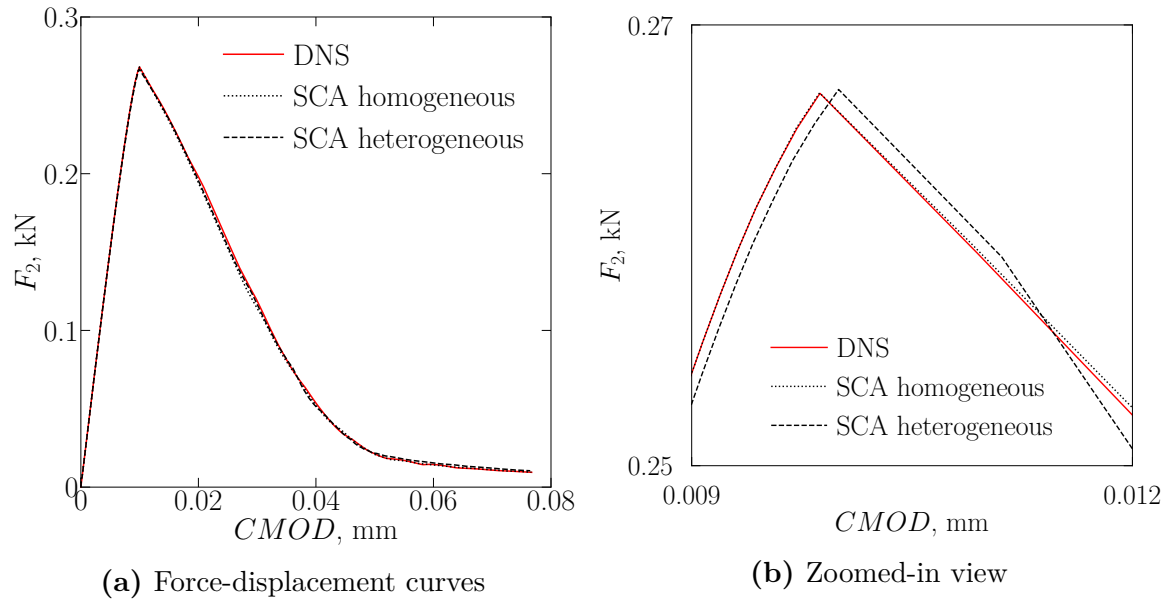 0.3
0.2
0.1
0
F₂, kN
DNS
SCA homogeneous
SCA heterogeneous
0
0.02
0.04
0.06
0.08
CMOD, mm
(a) Force-displacement curves
0.27
0.25
F₂, kN
DNS
SCA homogeneous
SCA heterogeneous
0.009
0.012
CMOD, mm
(b) Zoomed-in view